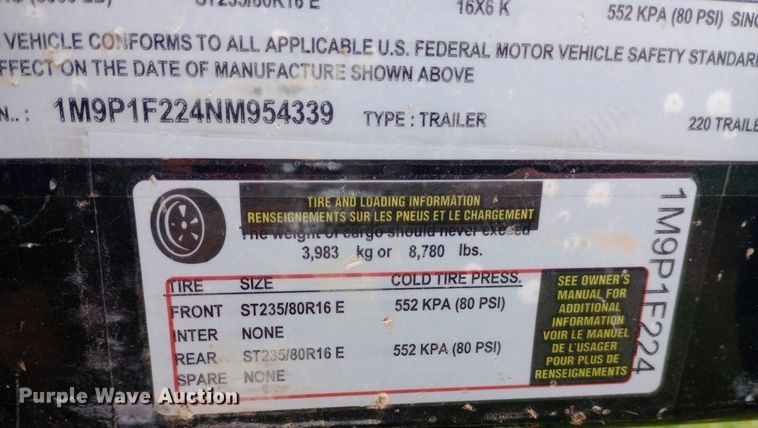 ST235/80R16 E 16X6 K 552 KPA (80 PSI) SING
VEHICLE CONFORMS TO ALL APPLICABLE U.S. FEDERAL MOTOR VEHICLE SAFETY STANDARD
EFFECT ON THE DATE OF MANUFACTURE SHOWN ABOVE
N..: 1M9P1F224NM954339 TYPE : TRAILER 220 TRAILE
TIRE AND LOADING INFORMATION
RENSEIGNEMENTS SUR LES PNEUS ET LE CHARGEMENT
The weight of cargo should never exceed
3,983 kg or 8,780 lbs.
TIRE SIZE COLD TIRE PRESS.
FRONT ST235/80R16 E 552 KPA (80 PSI)
INTER NONE
REAR ST235/80R16 E 552 KPA (80 PSI)
SPARE NONE
SEE OWNER'S
MANUAL FOR
ADDITIONAL
INFORMATION
VOIR LE MANUEL
DE L'USAGER
POUR PLUS DE
RENSEIGNEMENTS
1M9P1F224
Purple Wave Auction